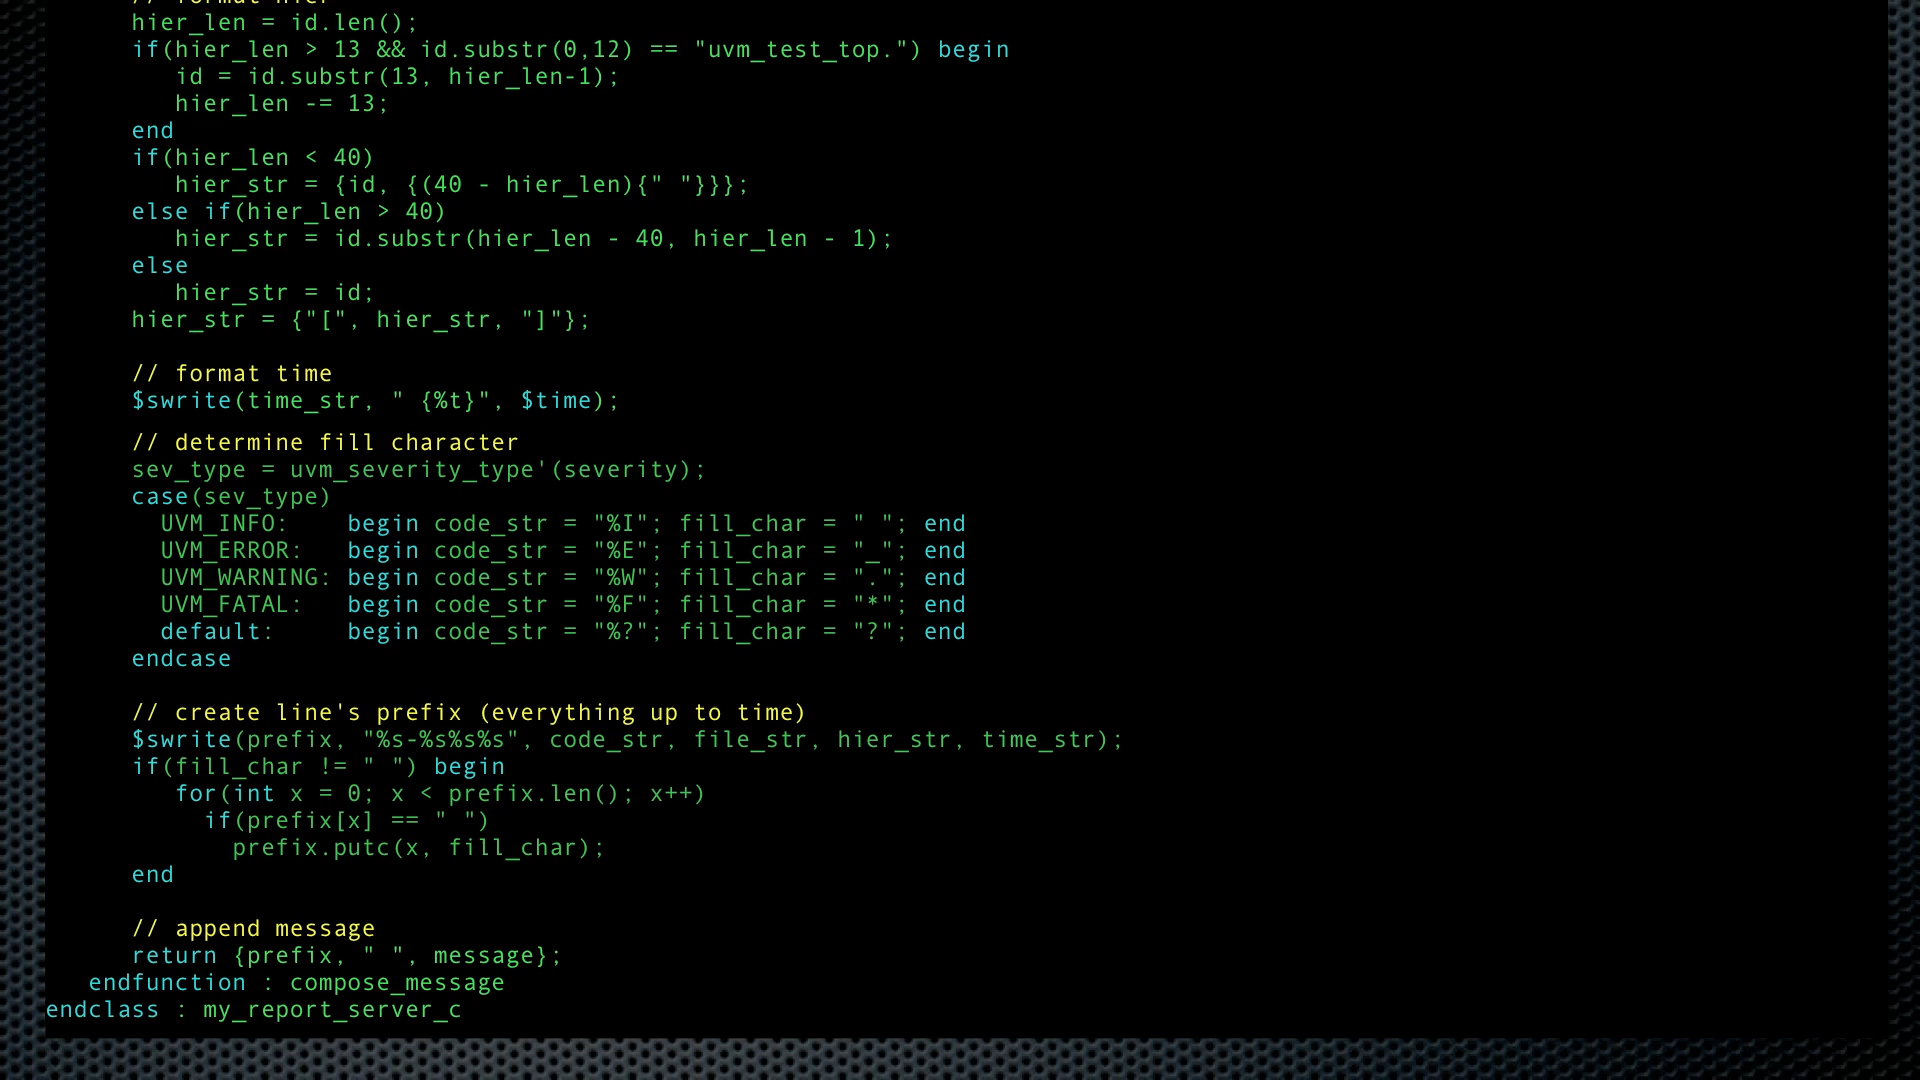 // format hier
hier_len = id.len();
if(hier_len > 13 && id.substr(0,12) == "uvm_test_top.") begin
   id = id.substr(13, hier_len-1);
   hier_len -= 13;
end
if(hier_len < 40)
   hier_str = {id, {(40 - hier_len){" "}}};
else if(hier_len > 40)
   hier_str = id.substr(hier_len - 40, hier_len - 1);
else
   hier_str = id;
hier_str = {"[", hier_str, "]"};

// format time
$swrite(time_str, " {%t}", $time);

// determine fill character
sev_type = uvm_severity_type'(severity);
case(sev_type)
  UVM_INFO:    begin code_str = "%I"; fill_char = " "; end
  UVM_ERROR:   begin code_str = "%E"; fill_char = "_"; end
  UVM_WARNING: begin code_str = "%W"; fill_char = "."; end
  UVM_FATAL:   begin code_str = "%F"; fill_char = "*"; end
  default:     begin code_str = "%?"; fill_char = "?"; end
endcase

// create line's prefix (everything up to time)
$swrite(prefix, "%s-%s%s%s", code_str, file_str, hier_str, time_str);
if(fill_char != " ") begin
   for(int x = 0; x < prefix.len(); x++)
     if(prefix[x] == " ")
       prefix.putc(x, fill_char);
end

// append message
return {prefix, " ", message};
endfunction : compose_message
endclass : my_report_server_c